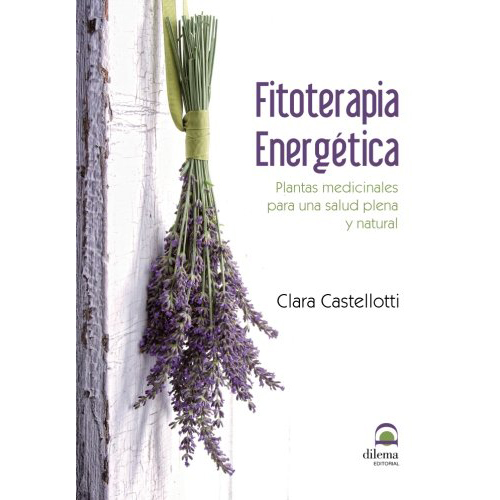 Fitoterapia
Energética
Plantas medicinales
para una salud plena
y natural
Clara Castellotti
dilema
EDITORIAL